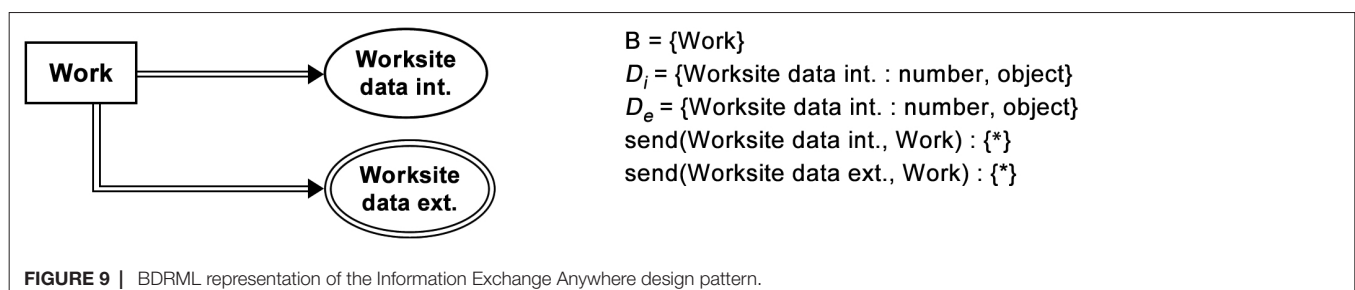 Work
Worksite
data int.
Worksite
data ext.
B = {Work}
D_i = {Worksite data int. : number, object}
D_e = {Worksite data int. : number, object}
send(Worksite data int., Work) : {*}
send(Worksite data ext., Work) : {*}
FIGURE 9 | BDRML representation of the Information Exchange Anywhere design pattern.